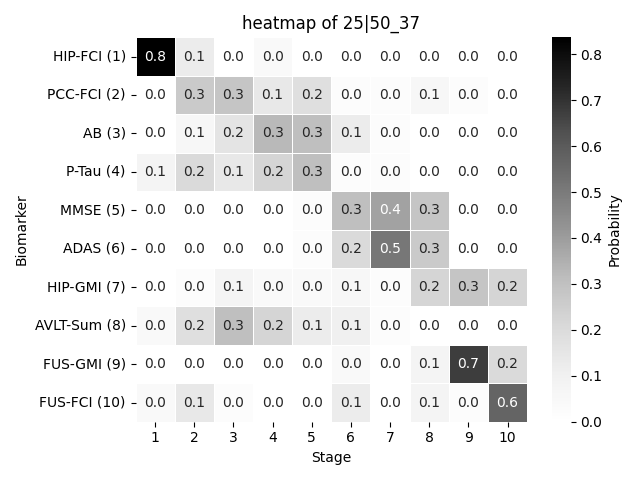 heatmap of 25|50_37
HIP-FCI (1) 0.8 0.1 0.0 0.0 0.0 0.0 0.0 0.0 0.0 0.0
PCC-FCI (2) 0.0 0.3 0.3 0.1 0.2 0.0 0.0 0.1 0.0 0.0
AB (3) 0.0 0.1 0.2 0.3 0.3 0.1 0.0 0.0 0.0 0.0
P-Tau (4) 0.1 0.2 0.1 0.2 0.3 0.0 0.0 0.0 0.0 0.0
MMSE (5) 0.0 0.0 0.0 0.0 0.0 0.3 0.4 0.3 0.0 0.0
ADAS (6) 0.0 0.0 0.0 0.0 0.0 0.2 0.5 0.3 0.0 0.0
HIP-GMI (7) 0.0 0.0 0.1 0.0 0.0 0.1 0.0 0.2 0.3 0.2
AVLT-Sum (8) 0.0 0.2 0.3 0.2 0.1 0.1 0.0 0.0 0.0 0.0
FUS-GMI (9) 0.0 0.0 0.0 0.0 0.0 0.0 0.0 0.1 0.7 0.2
FUS-FCI (10) 0.0 0.1 0.0 0.0 0.0 0.1 0.0 0.1 0.0 0.6
1 2 3 4 5 6 7 8 9 10
Stage
Biomarker
0.8
0.7
0.6
0.5
0.4
0.3
0.2
0.1
0.0
Probability